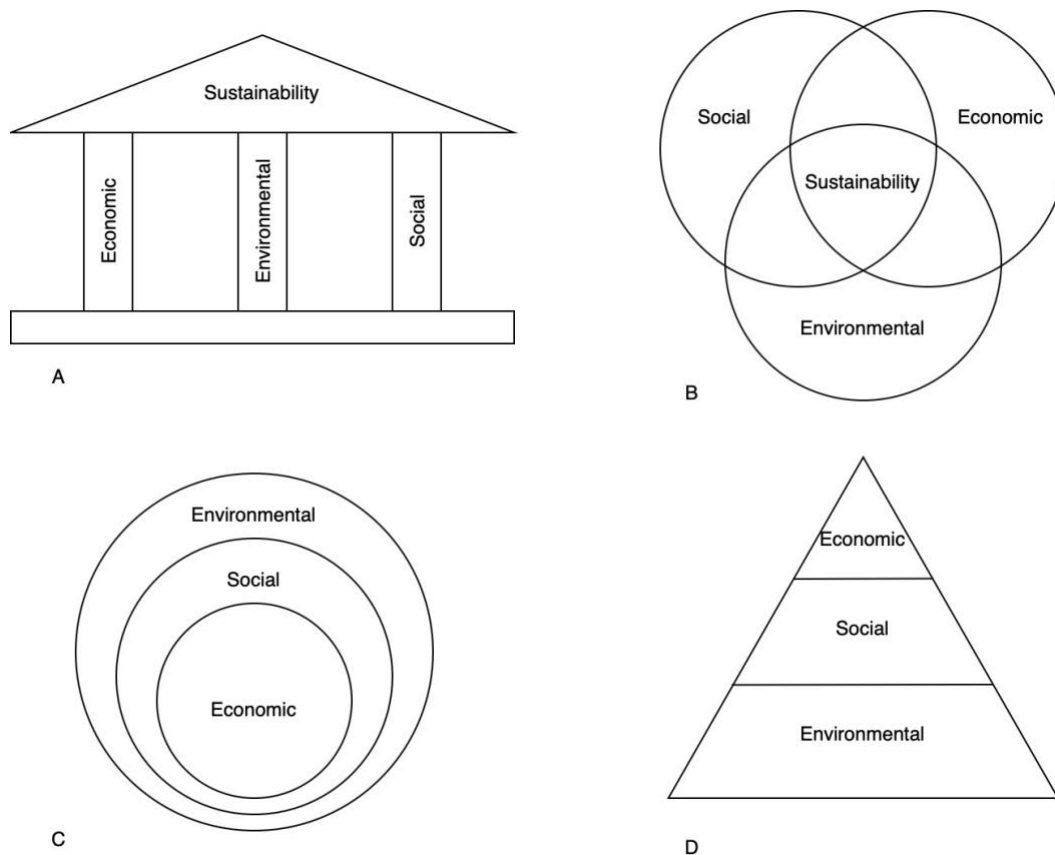 Sustainability
Economic
Environmental
Social
A
Social
Economic
Sustainability
Environmental
B
Environmental
Social
Economic
C
Economic
Social
Environmental
D